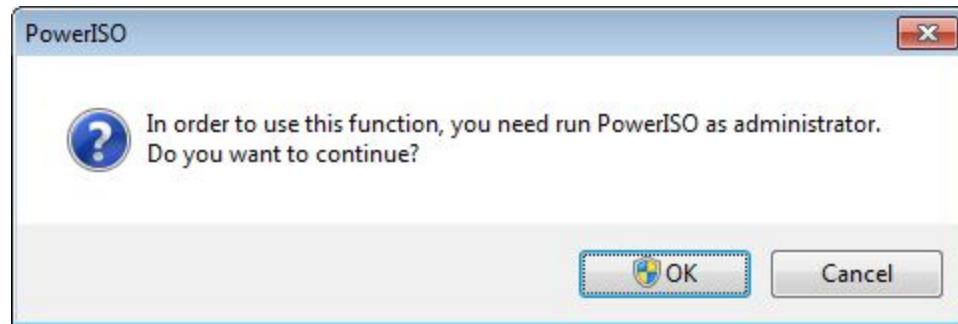 PowerISO
In order to use this function, you need run PowerISO as administrator.
Do you want to continue?
OK
Cancel